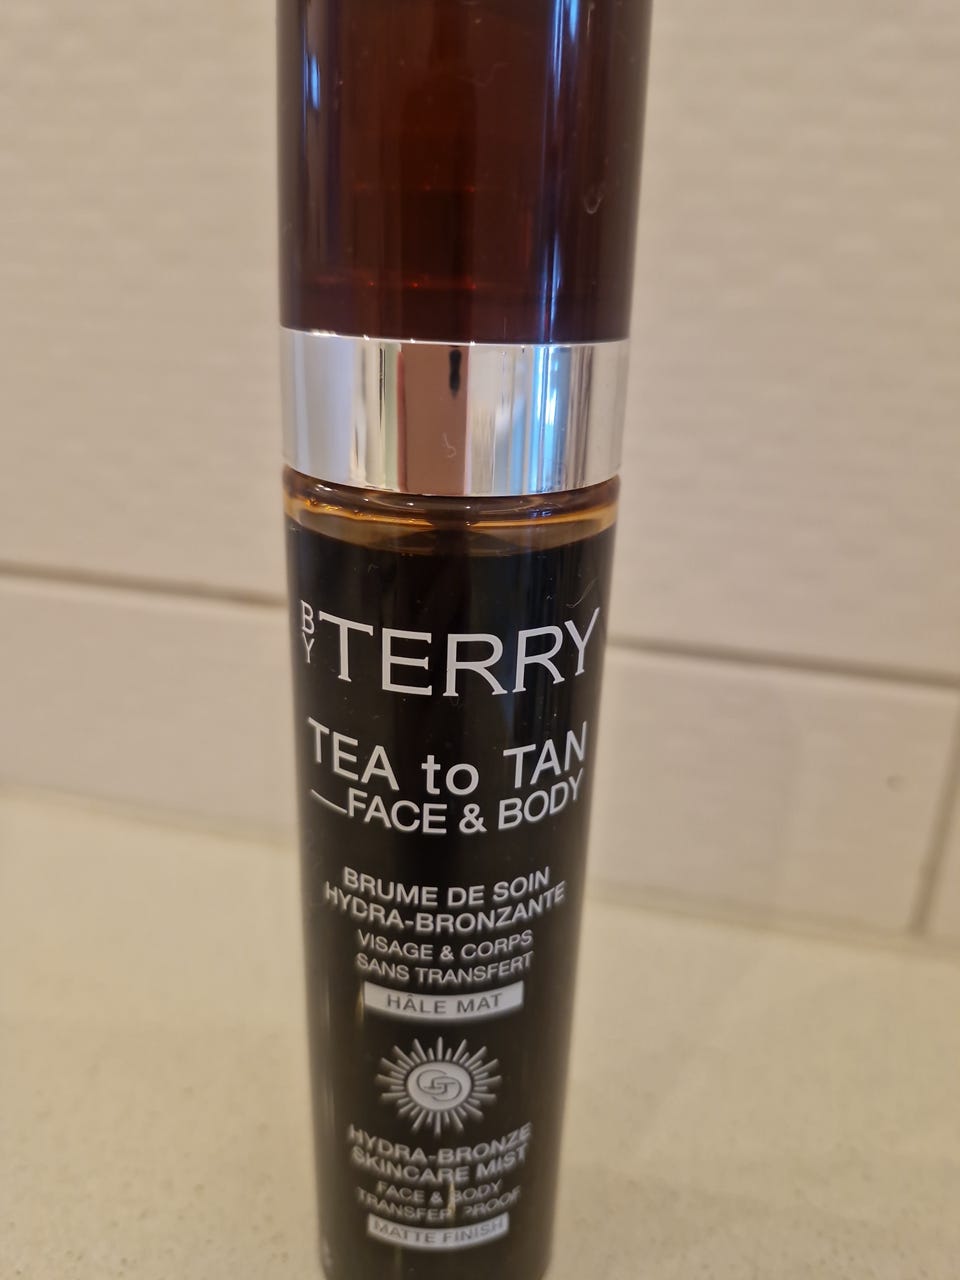 BY TERRY
TEA to TAN
FACE & BODY
BRUME DE SOIN
HYDRA-BRONZANTE
VISAGE & CORPS
SANS TRANSFERT
HÂLE MAT
HYDRA-BRONZE
SKINCARE MIST
FACE & BODY
TRANSFER PROOF
MATTE FINISH